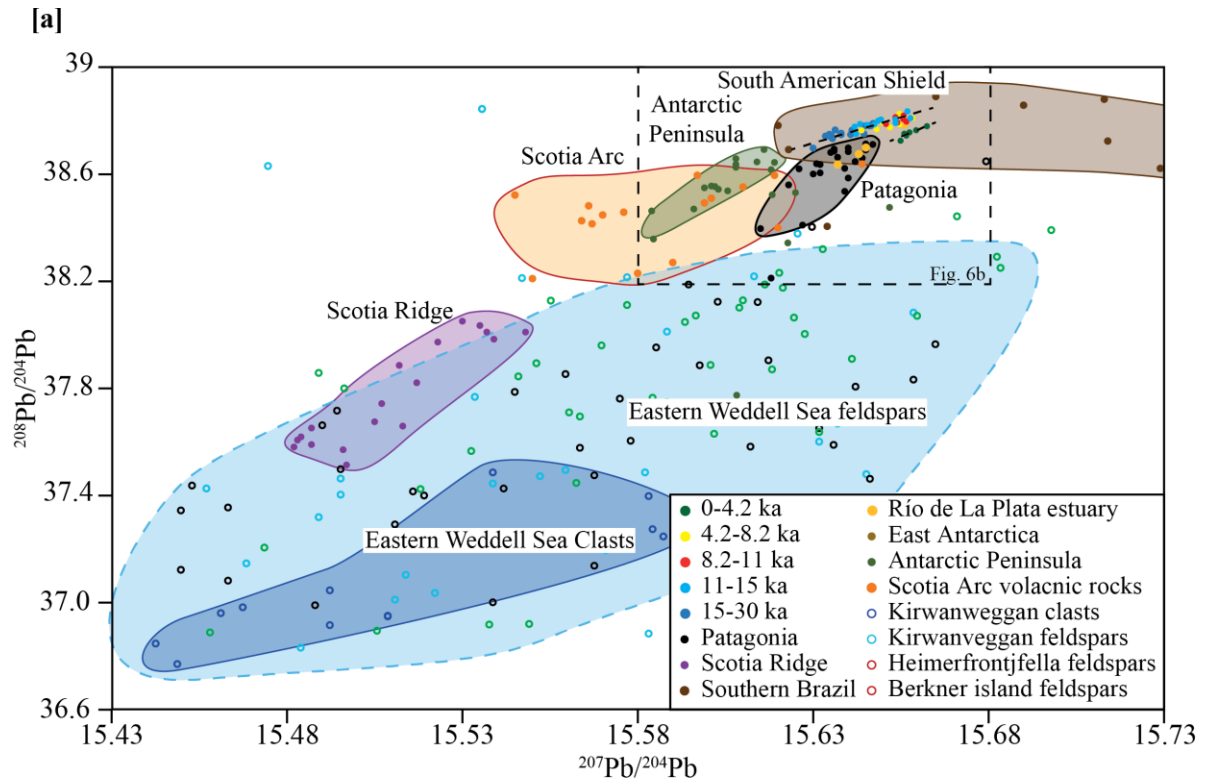 [a]
39
38.6
38.2
37.8
37.4
37.0
36.6
208Pb/204Pb
South American Shield
Antarctic
Peninsula
Scotia Arc
Patagonia
Fig. 6b
Scotia Ridge
Eastern Weddell Sea feldspars
Eastern Weddell Sea Clasts
0-4.2 ka
4.2-8.2 ka
8.2-11 ka
11-15 ka
15-30 ka
Patagonia
Scotia Ridge
Southern Brazil
Río de La Plata estuary
East Antarctica
Antarctic Peninsula
Scotia Arc volacnic rocks
Kirwanweggan clasts
Kirwanveggan feldspars
Heimerfrontjfella feldspars
Berkner island feldspars
15.43
15.48
15.53
15.58
15.63
15.68
15.73
207Pb/204Pb